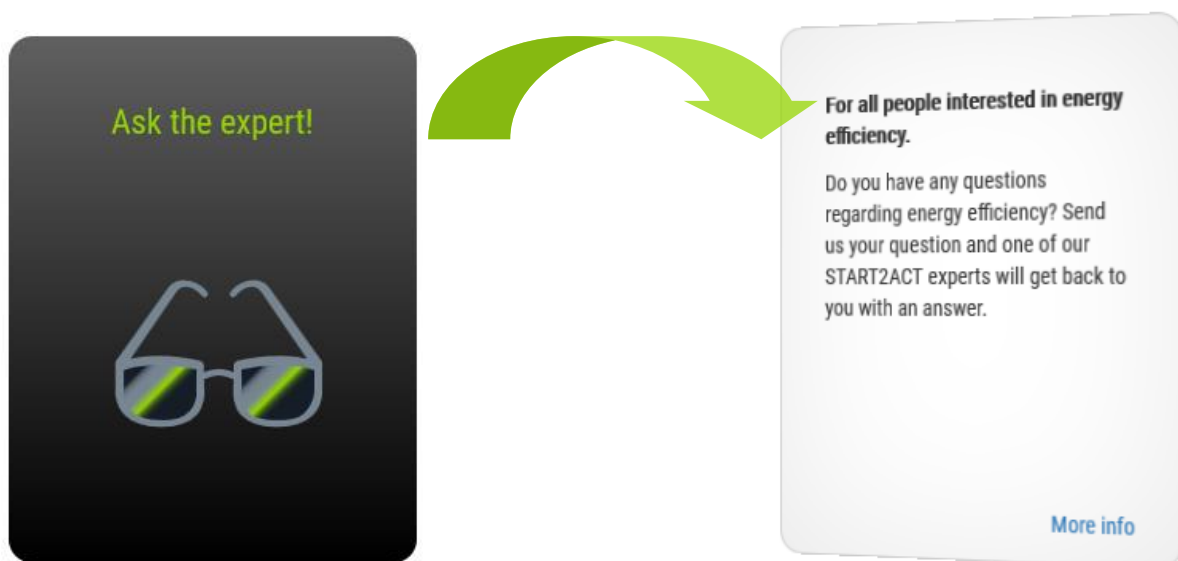 Ask the expert!
For all people interested in energy
efficiency.
Do you have any questions
regarding energy efficiency? Send
us your question and one of our
START2ACT experts will get back to
you with an answer.
More info